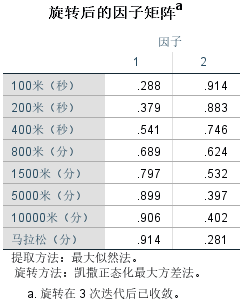 旋转后的因子矩阵a
因子
1 2
100米（秒） .288 .914
200米（秒） .379 .883
400米（秒） .541 .746
800米（分） .689 .624
1500米（分） .797 .532
5000米（分） .899 .397
10000米（分） .906 .402
马拉松（分） .914 .281
提取方法：最大似然法。
旋转方法：凯撒正态化最大方差法。
a. 旋转在 3 次迭代后已收敛。